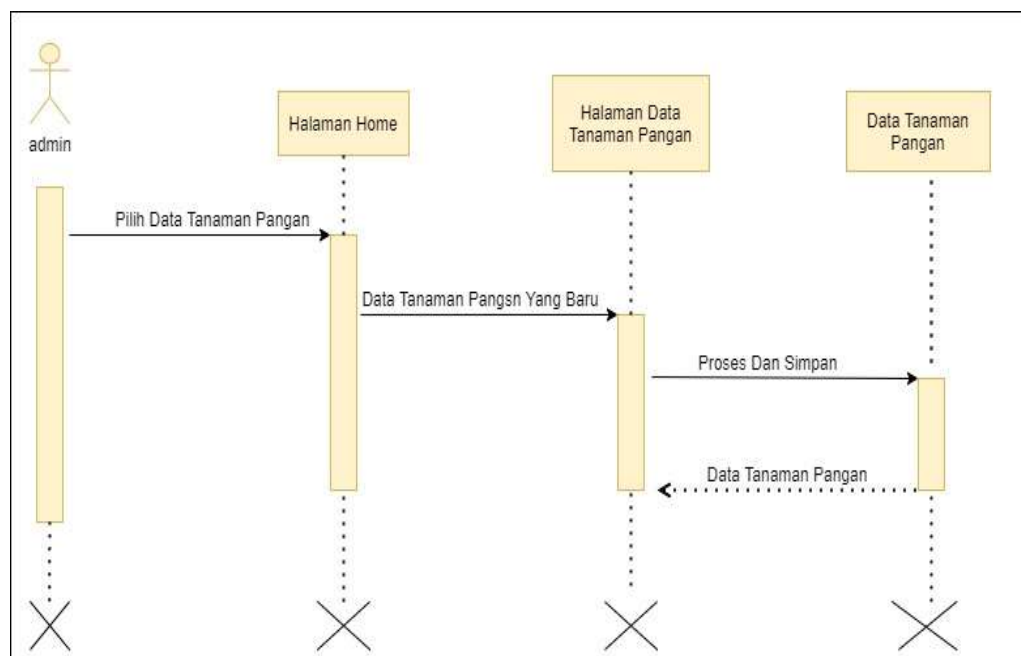 admin
Halaman Home
Halaman Data
Tanaman Pangan
Data Tanaman
Pangan
Pilih Data Tanaman Pangan
Data Tanaman Pangsn Yang Baru
Proses Dan Simpan
Data Tanaman Pangan